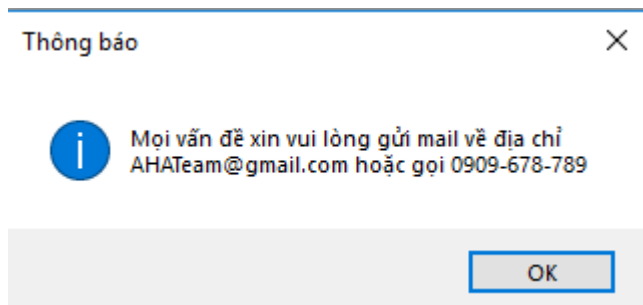 Thông báo
Mọi vấn đề xin vui lòng gửi mail về địa chỉ
AHATeam@gmail.com hoặc gọi 0909-678-789
OK